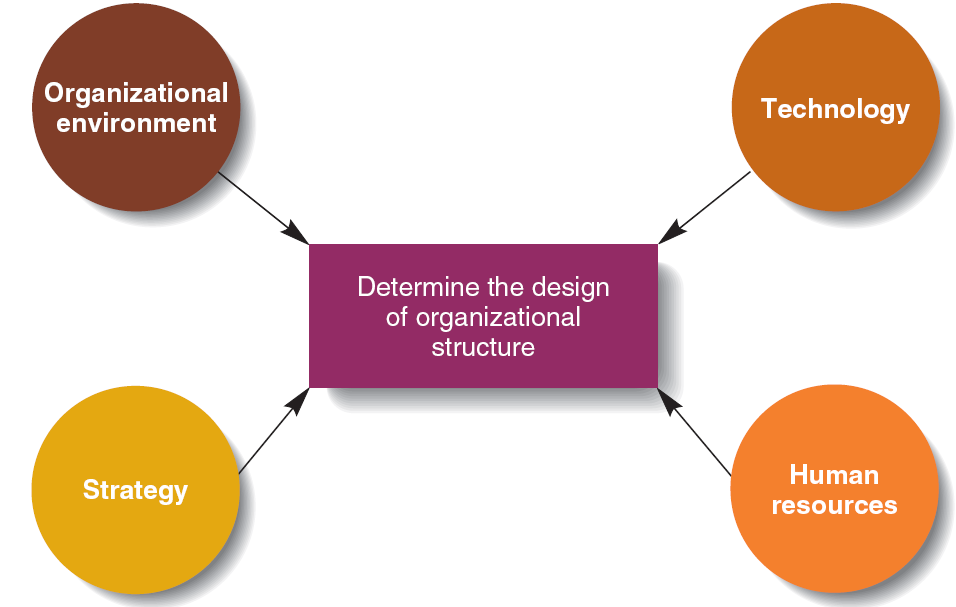 Organizational
environment
Technology
Determine the design
of organizational
structure
Strategy
Human
resources